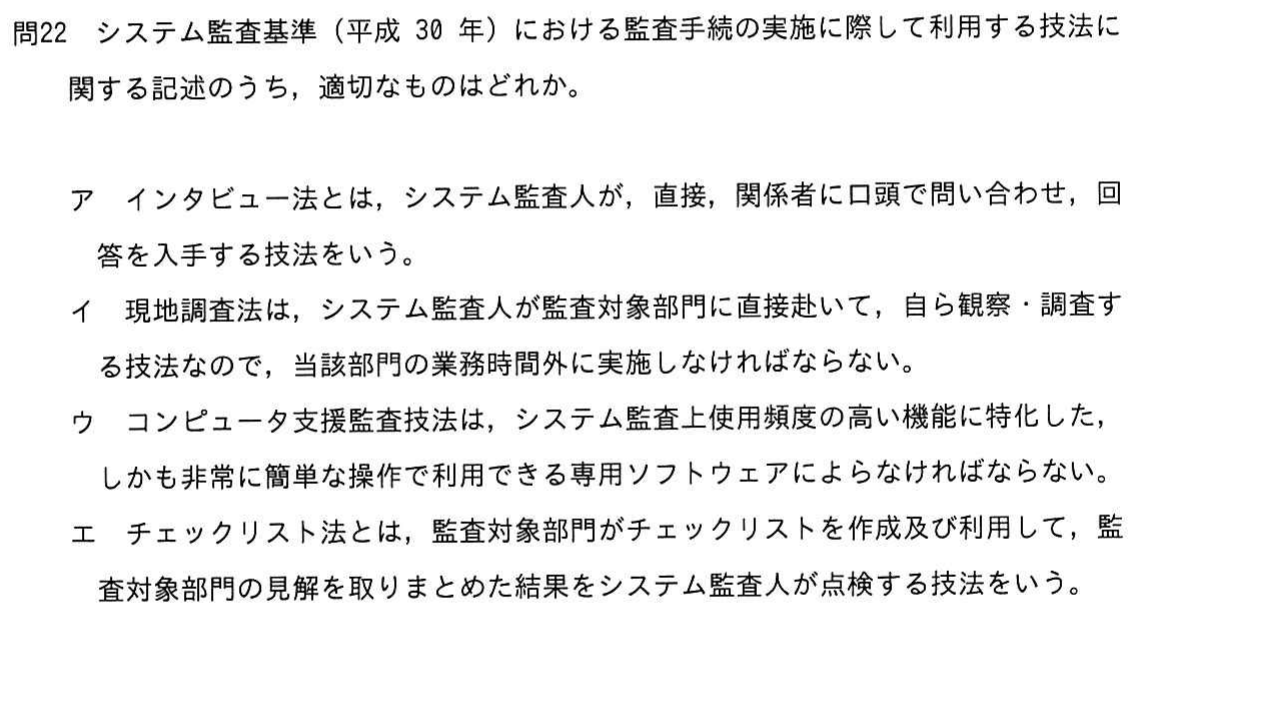 問22　システム監査基準（平成 30 年）における監査手続の実施に際して利用する技法に
関する記述のうち，適切なものはどれか。
ア　インタビュー法とは，システム監査人が，直接，関係者に口頭で問い合わせ，回
答を入手する技法をいう。
イ　現地調査法は，システム監査人が監査対象部門に直接赴いて，自ら観察・調査す
る技法なので，当該部門の業務時間外に実施しなければならない。
ウ　コンピュータ支援監査技法は，システム監査上使用頻度の高い機能に特化した，
しかも非常に簡単な操作で利用できる専用ソフトウェアによらなければならない。
エ　チェックリスト法とは，監査対象部門がチェックリストを作成及び利用して，監
査対象部門の見解を取りまとめた結果をシステム監査人が点検する技法をいう。